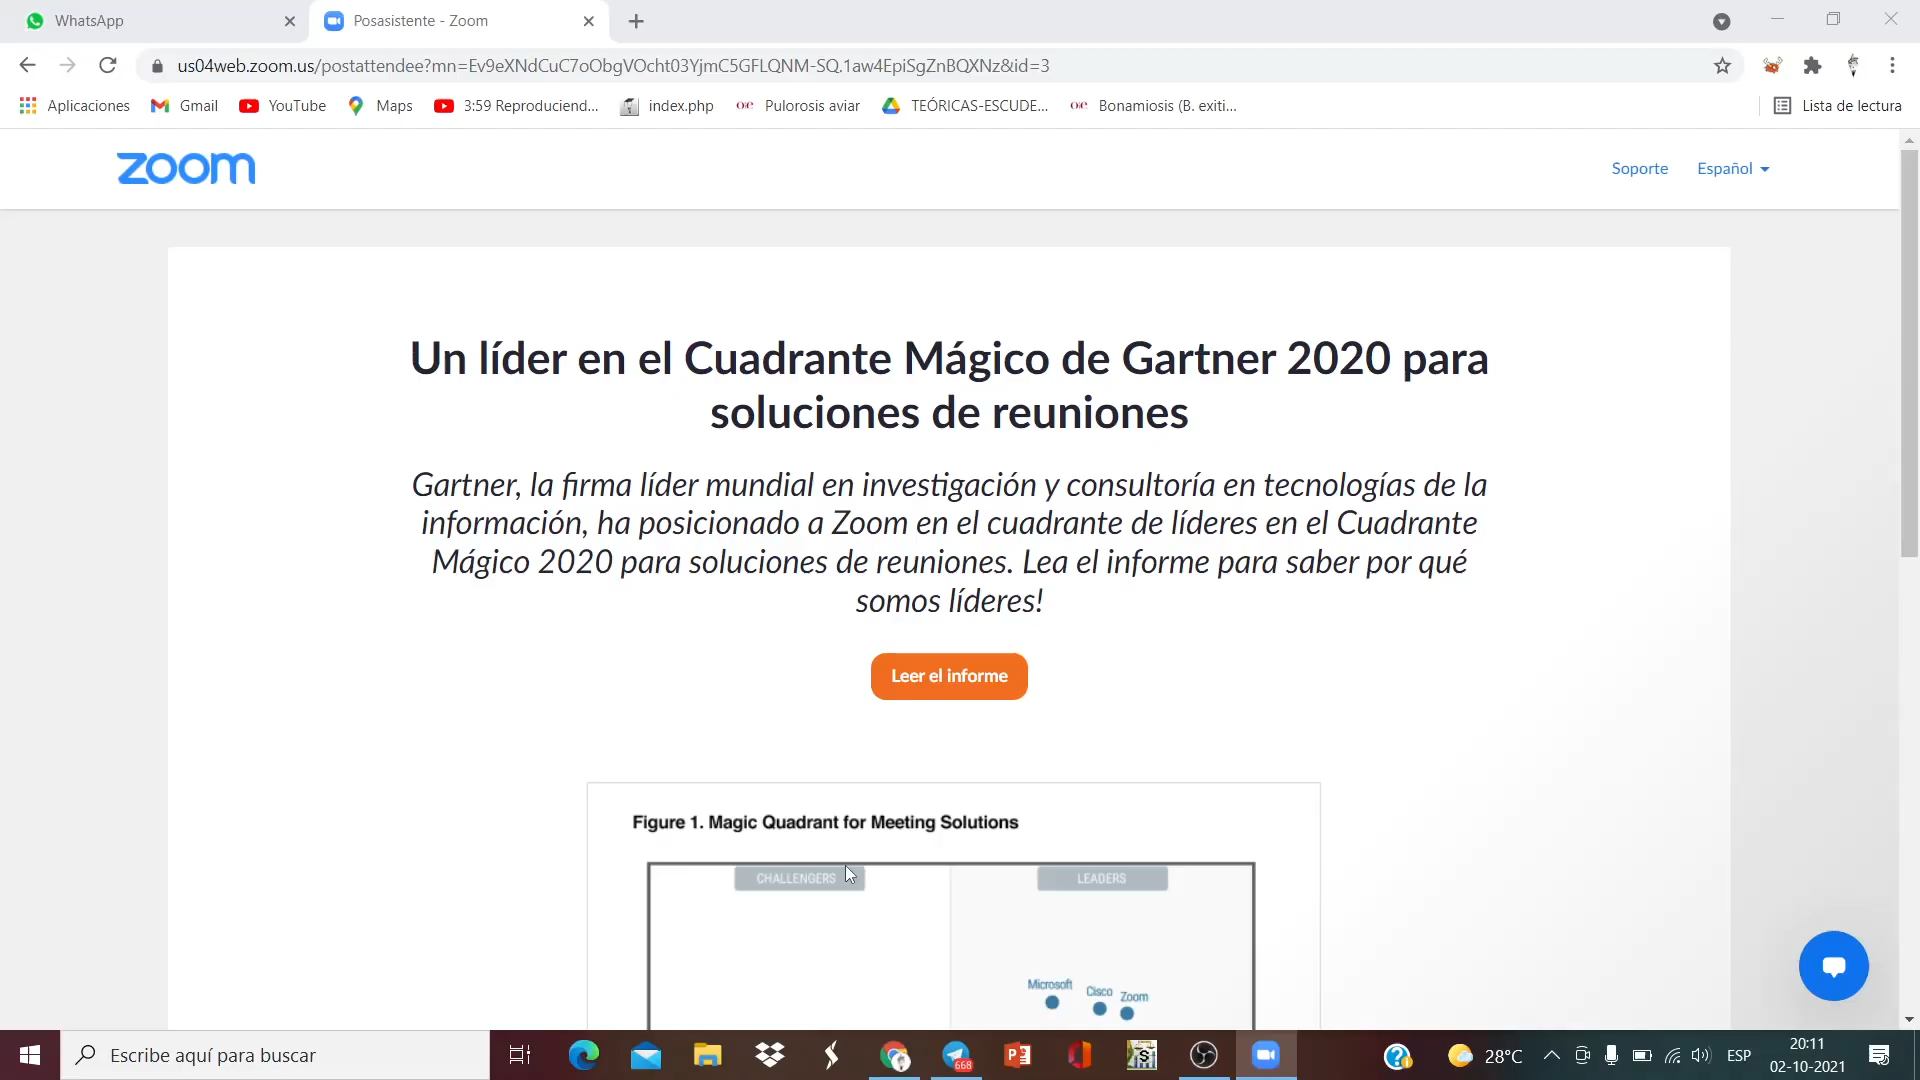 WhatsApp
Posasistente - Zoom
us04web.zoom.us/postattendee?mn=Ev9eXNdCuC7oObgVOcht03YjmC5GFLQNM-SQ.1aw4EpiSgZnBQXNz&id=3
Aplicaciones
Gmail
YouTube
Maps
3:59 Reproduciend...
index.php
Pulorosis aviar
TEÓRICAS-ESCUDE...
Bonamiosis (B. exiti...
Lista de lectura
zoom
Soporte
Español
Un líder en el Cuadrante Mágico de Gartner 2020 para
soluciones de reuniones
Gartner, la firma líder mundial en investigación y consultoría en tecnologías de la
información, ha posicionado a Zoom en el cuadrante de líderes en el Cuadrante
Mágico 2020 para soluciones de reuniones. Lea el informe para saber por qué
somos líderes!
Leer el informe
Figure 1. Magic Quadrant for Meeting Solutions
CHALLENGERS
LEADERS
Microsoft
Cisco
Zoom
Escribe aquí para buscar
668
28°C
ESP
20:11
02-10-2021